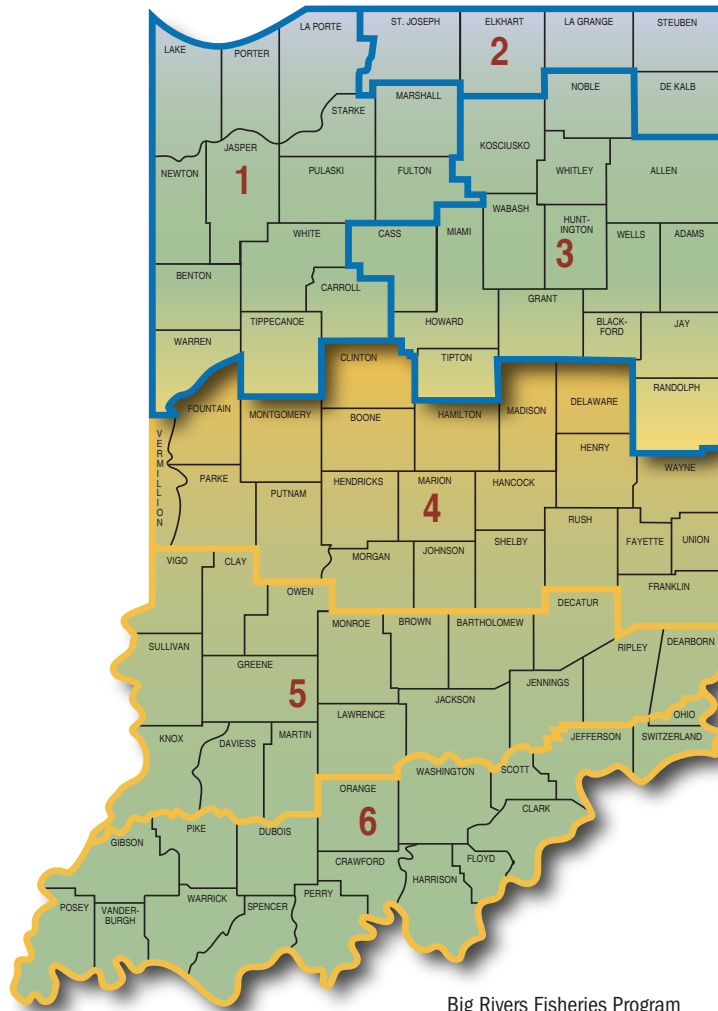 LA PORTE
ST. JOSEPH
ELKHART
LA GRANGE
STEUBEN
LAKE
PORTER
2
NOBLE
DE KALB
MARSHALL
STARKE
JASPER
KOSCIUSKO
NEWTON
PULASKI
FULTON
WHITLEY
ALLEN
1
WABASH
HUNT-
INGTON
WHITE
CASS
MIAMI
WELLS
ADAMS
3
BENTON
CARROLL
GRANT
TIPPECANOE
HOWARD
BLACK-
FORD
JAY
WARREN
CLINTON
TIPTON
RANDOLPH
FOUNTAIN
MONTGOMERY
BOONE
HAMILTON
MADISON
DELAWARE
VERMILLION
HENRY
WAYNE
PARKE
PUTNAM
HENDRICKS
MARION
HANCOCK
4
RUSH
SHELBY
FAYETTE
UNION
VIGO
CLAY
MORGAN
JOHNSON
OWEN
FRANKLIN
DECATUR
MONROE
BROWN
BARTHOLOMEW
SULLIVAN
RIPLEY
DEARBORN
GREENE
5
JENNINGS
JACKSON
LAWRENCE
OHIO
KNOX
DAVIESS
MARTIN
JEFFERSON
SWITZERLAND
WASHINGTON
SCOTT
ORANGE
6
CLARK
GIBSON
PIKE
DUBOIS
CRAWFORD
FLOYD
HARRISON
POSEY
VANDER-
BURGH
WARRICK
SPENCER
PERRY
Big Rivers Fisheries Program